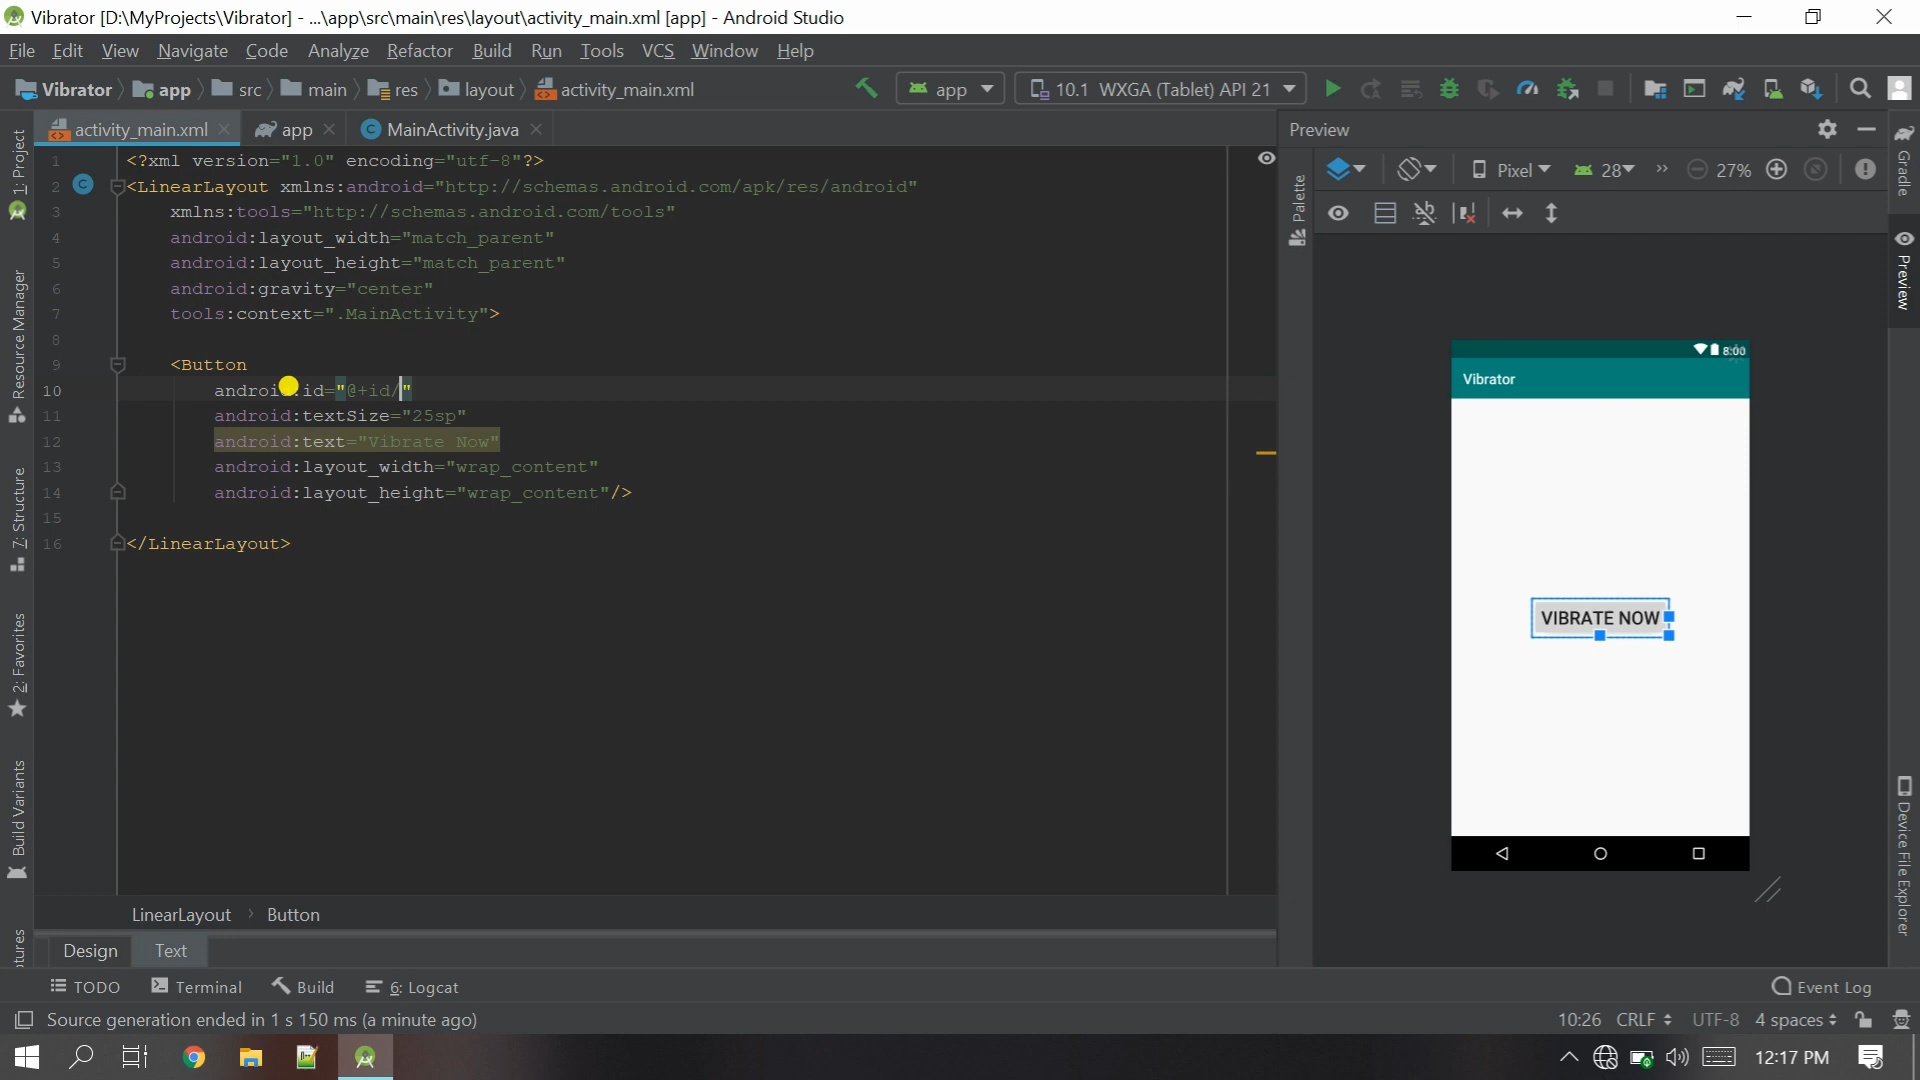 Vibrator [D:\MyProjects\Vibrator] - ...\app\src\main\res\layout\activity_main.xml [app] - Android Studio
File Edit View Navigate Code Analyze Refactor Build Run Tools VCS Window Help
Vibrator app src main res layout activity_main.xml app 10.1 WXGA (Tablet) API 21
activity_main.xml app MainActivity.java Preview
1 <?xml version="1.0" encoding="utf-8"?>
2 <LinearLayout xmlns:android="http://schemas.android.com/apk/res/android"
3 xmlns:tools="http://schemas.android.com/tools"
4 android:layout_width="match_parent"
5 android:layout_height="match_parent"
6 android:gravity="center"
7 tools:context=".MainActivity">
8
9 <Button
10 androi :id="@+id/"
11 android:textSize="25sp"
12 android:text="Vibrate Now"
13 android:layout_width="wrap_content"
14 android:layout_height="wrap_content"/>
15
16 </LinearLayout>
LinearLayout Button
Design Text
1: Project
Resource Manager
7: Structure
2: Favorites
Build Variants
tures
Palette
Pixel 28 27%
8:00
Vibrator
VIBRATE NOW
Gradle
Preview
Device File Explorer
TODO Terminal Build 6: Logcat Event Log
Source generation ended in 1 s 150 ms (a minute ago) 10:26 CRLF UTF-8 4 spaces
12:17 PM